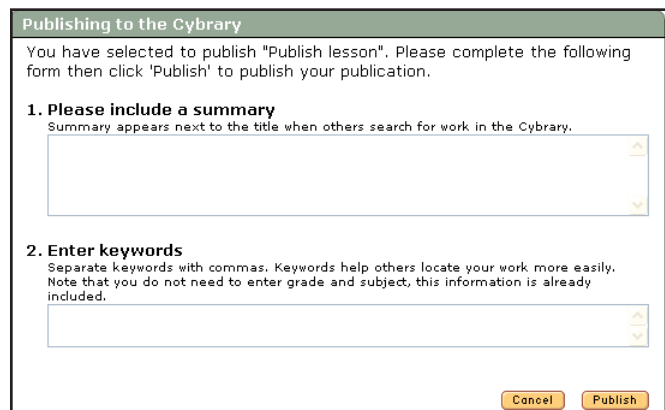 Publishing to the Cybrary
You have selected to publish "Publish lesson". Please complete the following
form then click 'Publish' to publish your publication.
1. Please include a summary
Summary appears next to the title when others search for work in the Cybrary.
2. Enter keywords
Separate keywords with commas. Keywords help others locate your work more easily.
Note that you do not need to enter grade and subject, this information is already
included.
Cancel Publish